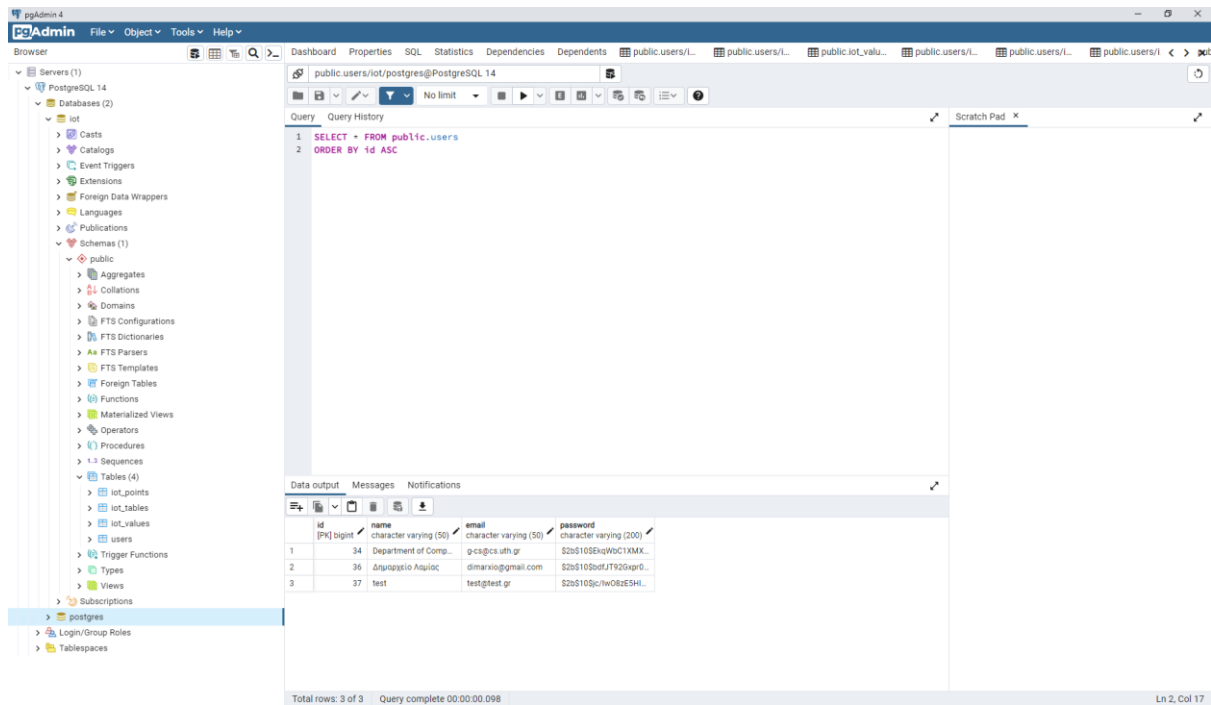 pgAdmin 4
pgAdmin File Object Tools Help
Browser
Dashboard Properties SQL Statistics Dependencies Dependents public.users/i... public.users/i... public.iot_valu... public.users/i... public.users/i... public.users/i
Servers (1)
PostgreSQL 14
Databases (2)
iot
Casts
Catalogs
Event Triggers
Extensions
Foreign Data Wrappers
Languages
Publications
Schemas (1)
public
Aggregates
Collations
Domains
FTS Configurations
FTS Dictionaries
FTS Parsers
FTS Templates
Foreign Tables
Functions
Materialized Views
Operators
Procedures
1..3 Sequences
Tables (4)
iot_points
iot_tables
iot_values
users
Trigger Functions
Types
Views
Subscriptions
postgres
Login/Group Roles
Tablespaces
public.users/iot/postgres@PostgreSQL 14
No limit
Query Query History
Scratch Pad ×
1 SELECT * FROM public.users
2 ORDER BY id ASC
Data output Messages Notifications
id name email password
[PK] bigint character varying (50) character varying (50) character varying (200)
1 34 Department of Comp... g-cs@cs.uth.gr $2b$10$EkqWbC1XMX...
2 36 Δημαρχείο Λαμίας dimarxio@gmail.com $2b$10$bdfJT92Gxpr0...
3 37 test test@test.gr
Total rows: 3 of 3 Query complete 00:00:00.098
Ln 2, Col 17